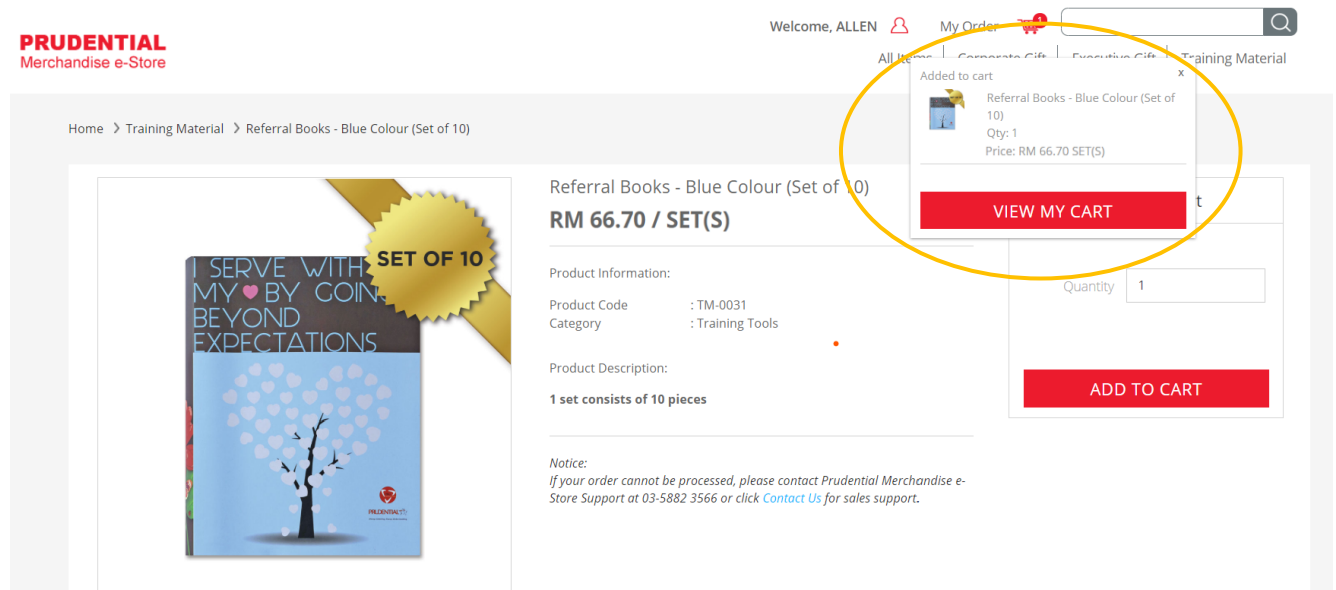 Welcome, ALLEN
My Order
1
PRUDENTIAL
Merchandise e-Store
All Items
Corporate Gift
Executive Gift
Training Material
Added to cart
x
Referral Books - Blue Colour (Set of
10)
Qty: 1
Price: RM 66.70 SET(S)
VIEW MY CART
Home
Training Material
Referral Books - Blue Colour (Set of 10)
SET OF 10
I SERVE WITH
MY BY GOIN
BEYOND
EXPECTATIONS
PRUDENTIAL
Referral Books - Blue Colour (Set of 10)
RM 66.70 / SET(S)
Product Information:
Product Code : TM-0031
Category : Training Tools
Product Description:
1 set consists of 10 pieces
Notice:
If your order cannot be processed, please contact Prudential Merchandise e-
Store Support at 03-5882 3566 or click Contact Us for sales support.
t
Quantity 1
ADD TO CART